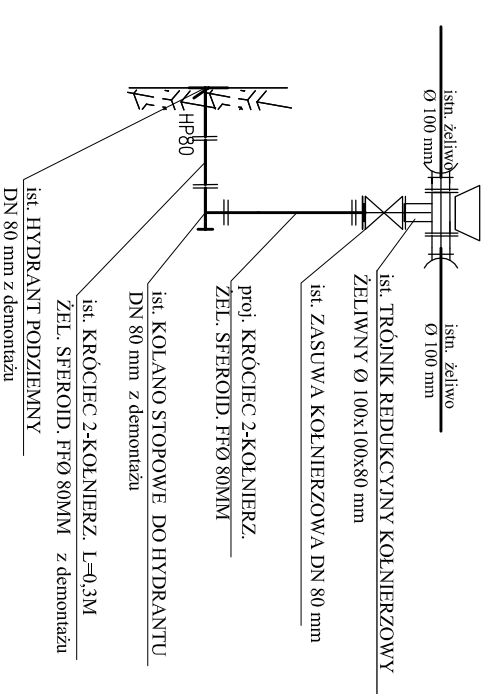 istn. żeliwo
Ø 100 mm
istn. żeliwo
Ø 100 mm
ist. TRÓJNIK REDUKCYJNY KOŁNIERZOWY
ŻELIWNY Ø 100x100x80 mm
ist. ZASUWA KOŁNIERZOWA DN 80 mm
proj. KRÓCIEC 2-KOŁNIERZ.
ŻEL. SFEROID. FFØ 80MM
ist. KOLANO STOPOWE DO HYDRANTU
DN 80 mm z demontażu
ist. KRÓCIEC 2-KOŁNIERZ. L=0,3M
ŻEL. SFEROID. FFØ 80MM z demontażu
HP80
ist. HYDRANT PODZIEMNY
DN 80 mm z demontażu